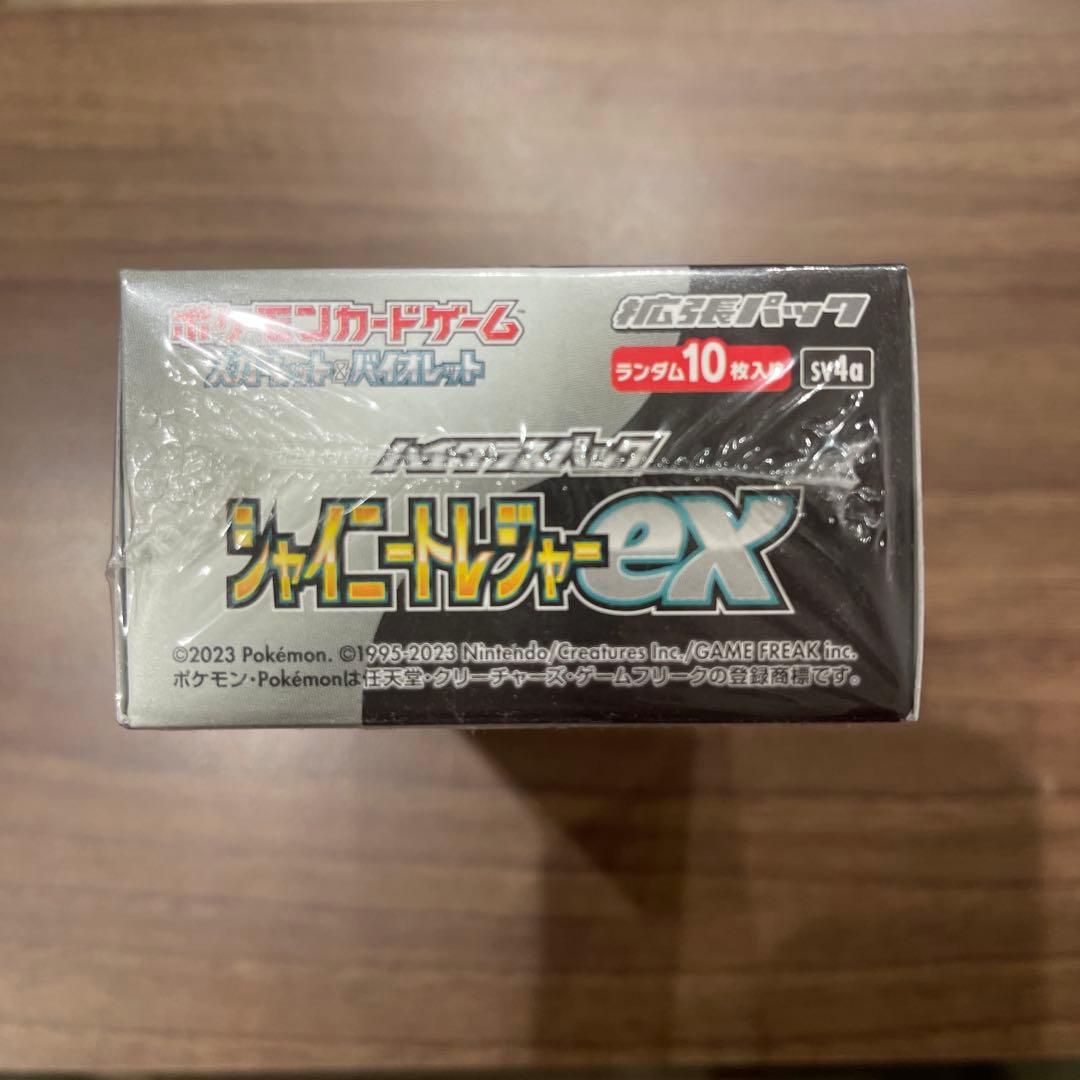 ポケモンカードゲーム
スカーレット&バイオレット
拡張パック
ランダム10枚入り
sv4a
ハイクラスパック
シャイニートレジャーex
©2023 Pokémon. ©1995-2023 Nintendo/Creatures Inc./GAME FREAK inc.
ポケモン・Pokémonは任天堂・クリーチャーズ・ゲームフリークの登録商標です。